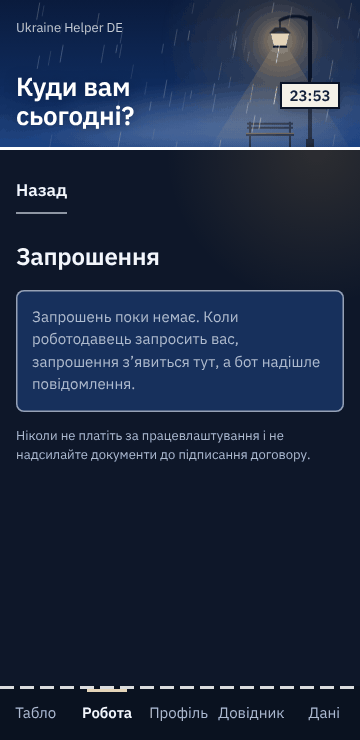 Ukraine Helper DE
Куди вам
сьогодні?
23:53
Назад
Запрошення
Запрошень поки немає. Коли
роботодавець запросить вас,
запрошення з’явиться тут, а бот надішле
повідомлення.
Ніколи не платіть за працевлаштування і не
надсилайте документи до підписання договору.
Табло Робота Профіль Довідник Дані